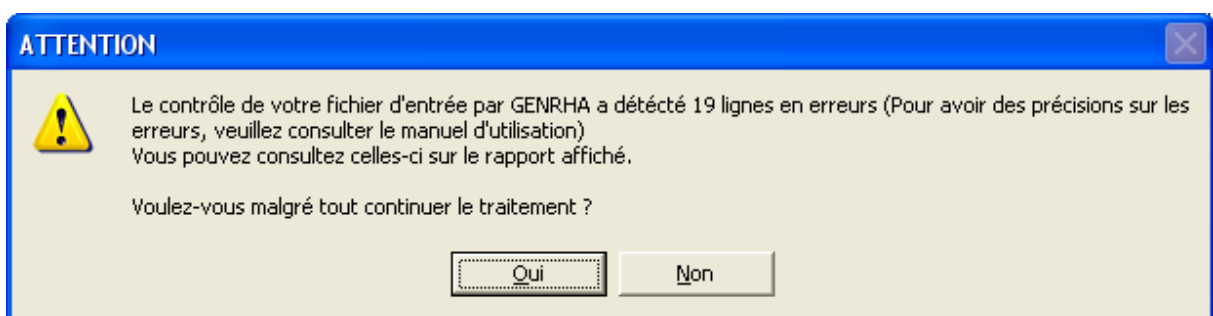 ATTENTION
Le contrôle de votre fichier d'entrée par GENRHA a détécté 19 lignes en erreurs (Pour avoir des précisions sur les
erreurs, veuillez consulter le manuel d'utilisation)
Vous pouvez consultez celles-ci sur le rapport affiché.
Voulez-vous malgré tout continuer le traitement ?
Oui
Non